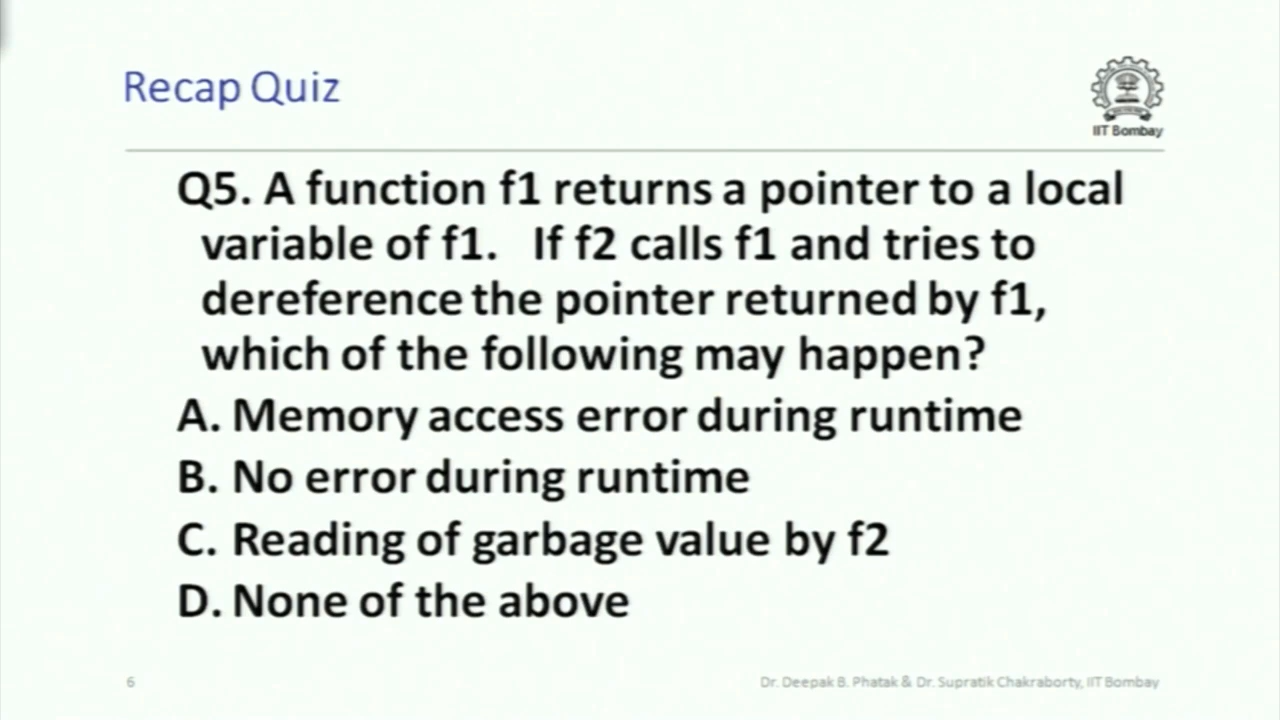 Recap Quiz
IIT Bombay
Q5. A function f1 returns a pointer to a local
variable of f1. If f2 calls f1 and tries to
dereference the pointer returned by f1,
which of the following may happen?
A. Memory access error during runtime
B. No error during runtime
C. Reading of garbage value by f2
D. None of the above
6
Dr. Deepak B. Phatak & Dr. Supratik Chakraborty, IIT Bombay